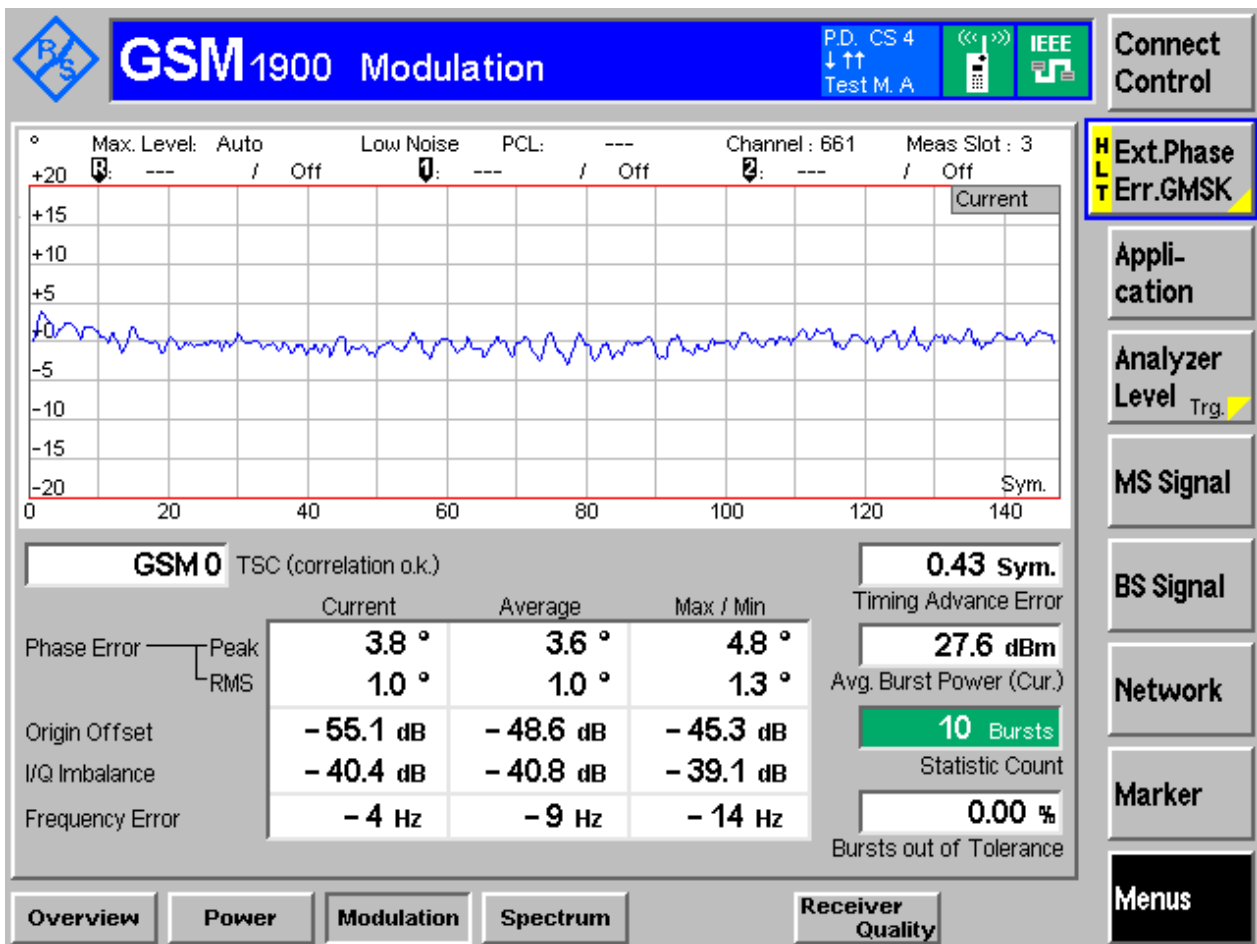 R/S
GSM 1900 Modulation
P.D. CS 4
↓ ↑↑
Test M. A
IEEE
Connect
Control
° Max. Level: Auto Low Noise PCL: --- Channel : 661 Meas Slot : 3
R: --- / Off 1: --- / Off 2: --- / Off
Current
+20
+15
+10
+5
+0
-5
-10
-15
-20
Sym.
0 20 40 60 80 100 120 140
GSM 0 TSC (correlation o.k.)
Current Average Max / Min
Phase Error Peak 3.8 ° 3.6 ° 4.8 °
RMS 1.0 ° 1.0 ° 1.3 °
Origin Offset - 55.1 dB - 48.6 dB - 45.3 dB
I/Q Imbalance - 40.4 dB - 40.8 dB - 39.1 dB
Frequency Error - 4 Hz - 9 Hz - 14 Hz
0.43 Sym.
Timing Advance Error
27.6 dBm
Avg. Burst Power (Cur.)
10 Bursts
Statistic Count
0.00 %
Bursts out of Tolerance
HLT
Ext.Phase
Err.GMSK
Appli-
cation
Analyzer
Level Trg.
MS Signal
BS Signal
Network
Marker
Menus
Overview Power Modulation Spectrum Receiver
Quality